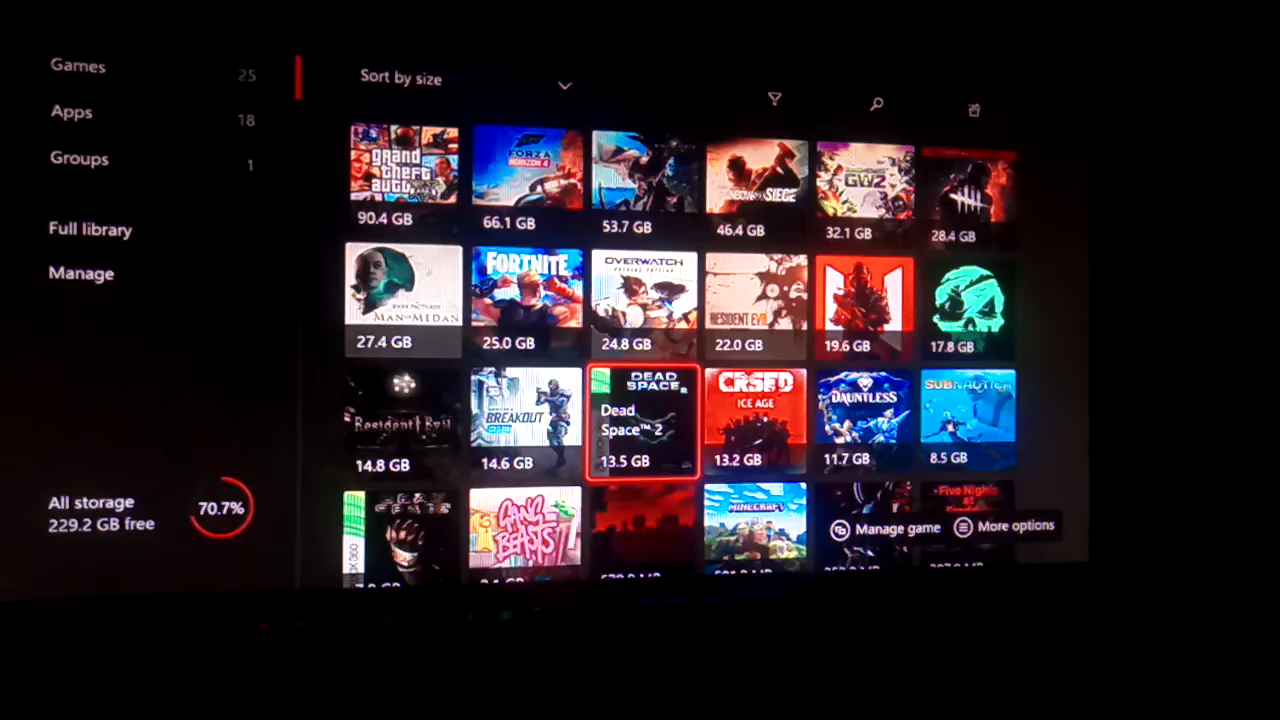 Games 25
Apps 18
Groups 1
Full library
Manage
All storage
229.2 GB free
70.7%
Sort by size
grand
theft
auto
90.4 GB
FORZA
HORIZON 4
66.1 GB
53.7 GB
SIEGE
46.4 GB
GW2
32.1 GB
28.4 GB
MAN OF MEDAN
27.4 GB
FORTNITE
25.0 GB
OVERWATCH
24.8 GB
RESIDENT EVIL
22.0 GB
19.6 GB
17.8 GB
Resident Evil
14.8 GB
BREAKOUT
14.6 GB
DEAD
SPACE 2
Dead
Space™ 2
13.5 GB
CRSED
ICE AGE
13.2 GB
DAUNTLESS
11.7 GB
SUBNAUTICA
8.5 GB
GANG
BEASTS
MINECRAFT
Five Nights
at
Manage game
More options